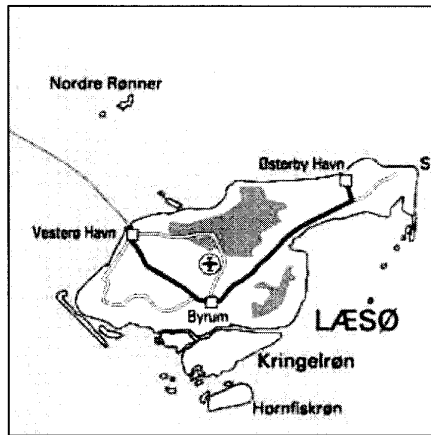 Nordre Rønner
Østerby Havn
S
Vesterø Havn
Byrum
LÆSØ
Kringelrøn
Hornfiskrøn